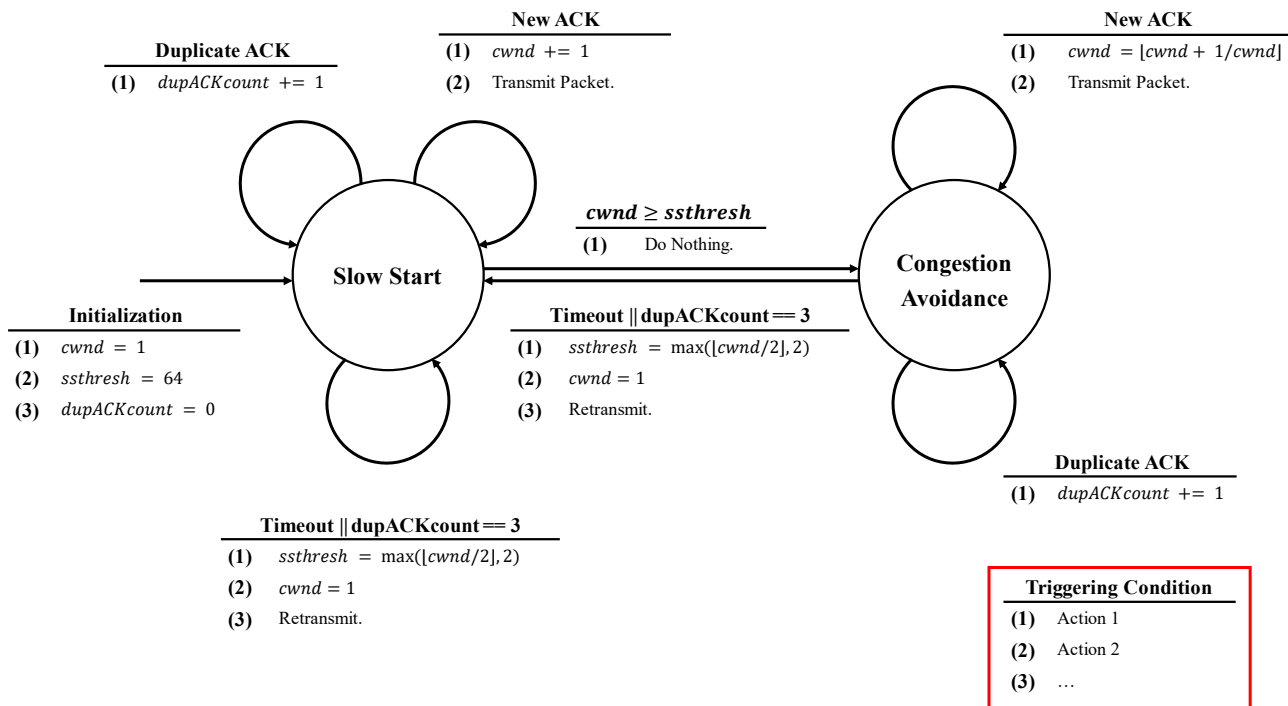 New ACK
(1) cwnd += 1
(2) Transmit Packet.
Duplicate ACK
(1) dupACKcount += 1
New ACK
(1) cwnd = ⌊cwnd + 1/cwnd⌋
(2) Transmit Packet.
cwnd ≥ ssthresh
(1) Do Nothing.
Slow Start
Congestion
Avoidance
Initialization
(1) cwnd = 1
(2) ssthresh = 64
(3) dupACKcount = 0
Timeout || dupACKcount == 3
(1) ssthresh = max(⌊cwnd/2⌋, 2)
(2) cwnd = 1
(3) Retransmit.
Duplicate ACK
(1) dupACKcount += 1
Timeout || dupACKcount == 3
(1) ssthresh = max(⌊cwnd/2⌋, 2)
(2) cwnd = 1
(3) Retransmit.
Triggering Condition
(1) Action 1
(2) Action 2
(3) …